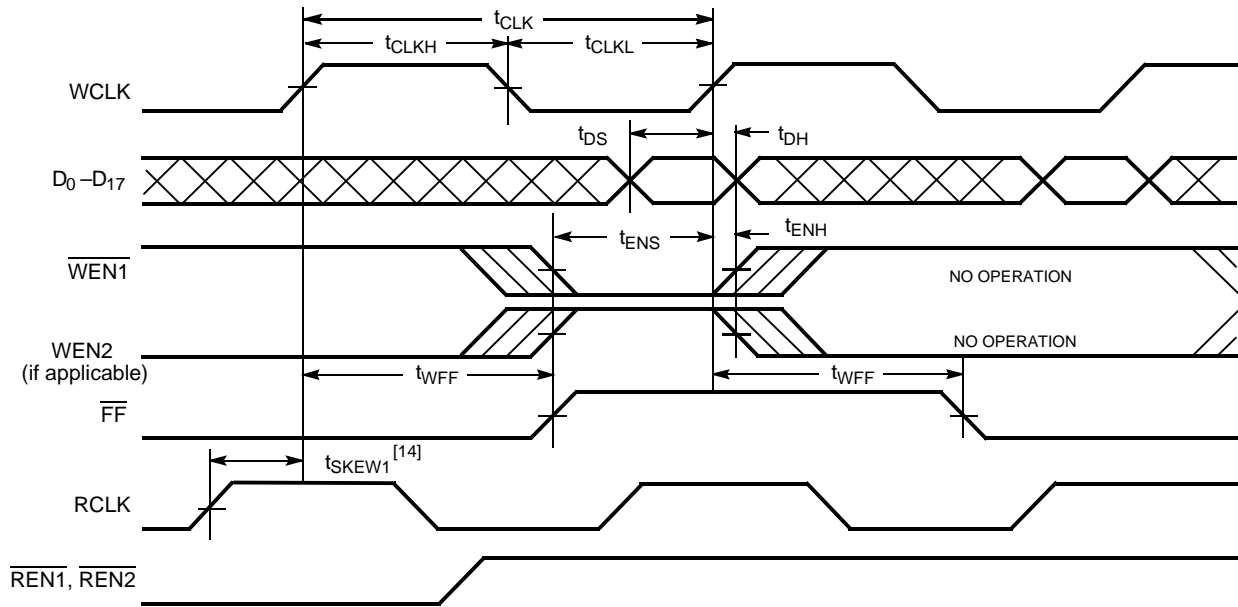 tCLK
tCLKH
tCLKL
WCLK
tDS
tDH
D0 –D17
tENS
tENH
WEN1
NO OPERATION
WEN2
(if applicable)
NO OPERATION
tWFF
tWFF
FF
tSKEW1 [14]
RCLK
REN1, REN2